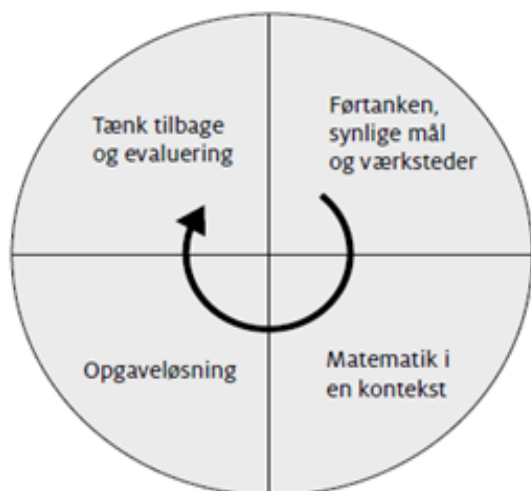 Tænk tilbage
og evaluering
Førtanken,
synlige mål
og værksteder
Opgaveløsning
Matematik i
en kontekst